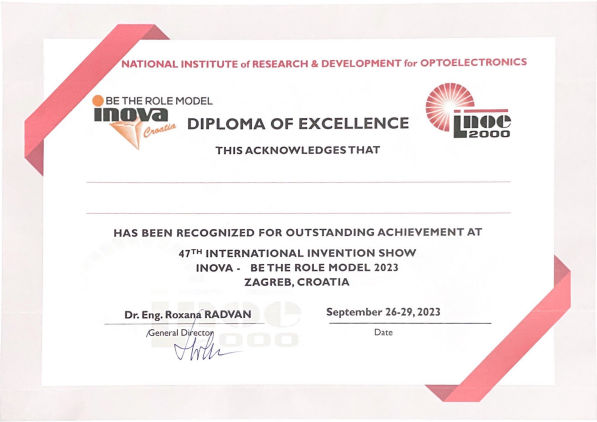 NATIONAL INSTITUTE of RESEARCH & DEVELOPMENT for OPTOELECTRONICS
BE THE ROLE MODEL
inova
Croatia
inoe
2000
DIPLOMA OF EXCELLENCE
THIS ACKNOWLEDGES THAT
HAS BEEN RECOGNIZED FOR OUTSTANDING ACHIEVEMENT AT
47TH INTERNATIONAL INVENTION SHOW
INOVA - BE THE ROLE MODEL 2023
ZAGREB, CROATIA
inoe
2000
Dr. Eng. Roxana RADVAN
September 26-29, 2023
General Director
Date